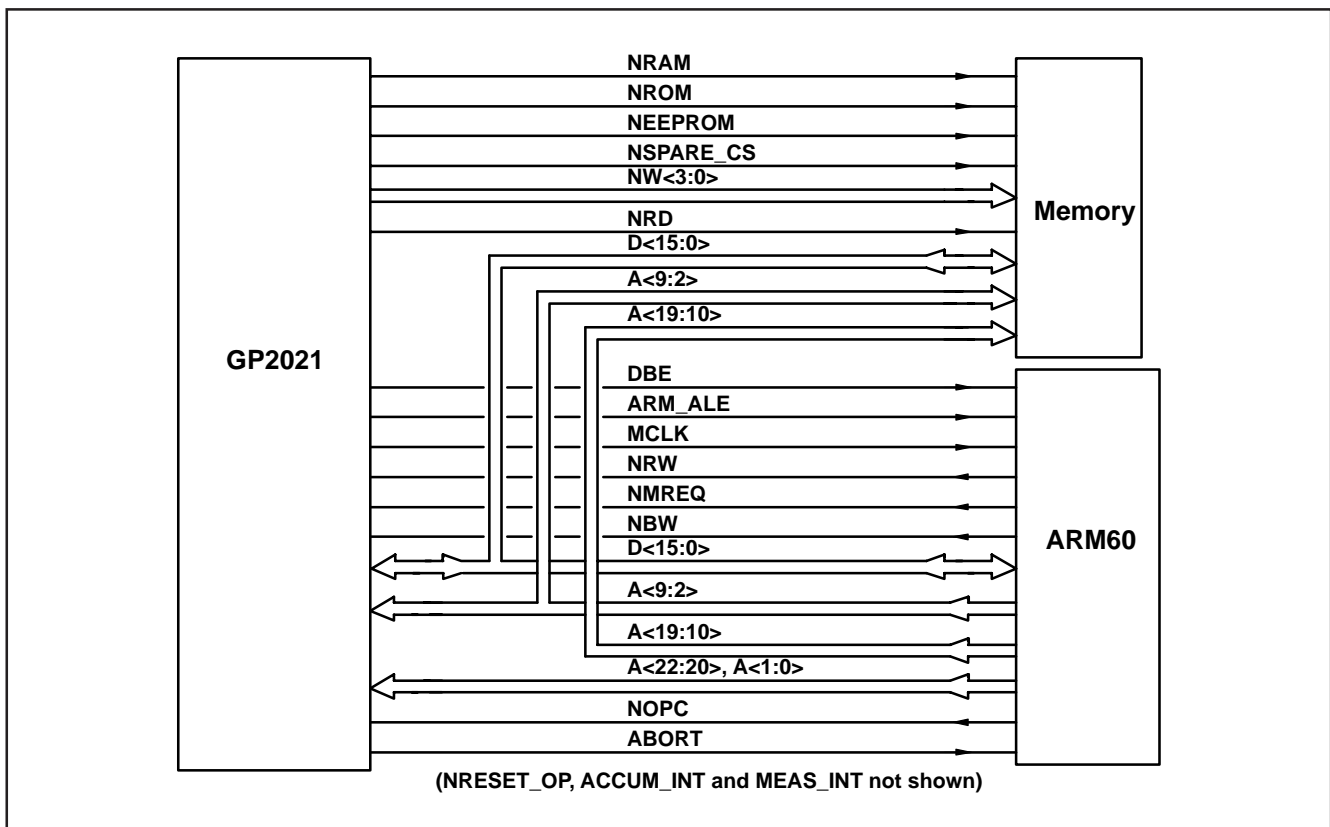 NRAM
NROM
NEEPROM
NSPARE_CS
NW<3:0>
NRD
D<15:0>
A<9:2>
A<19:10>
Memory
GP2021
DBE
ARM_ALE
MCLK
NRW
NMREQ
NBW
D<15:0>
A<9:2>
A<19:10>
A<22:20>, A<1:0>
NOPC
ABORT
ARM60
(NRESET_OP, ACCUM_INT and MEAS_INT not shown)